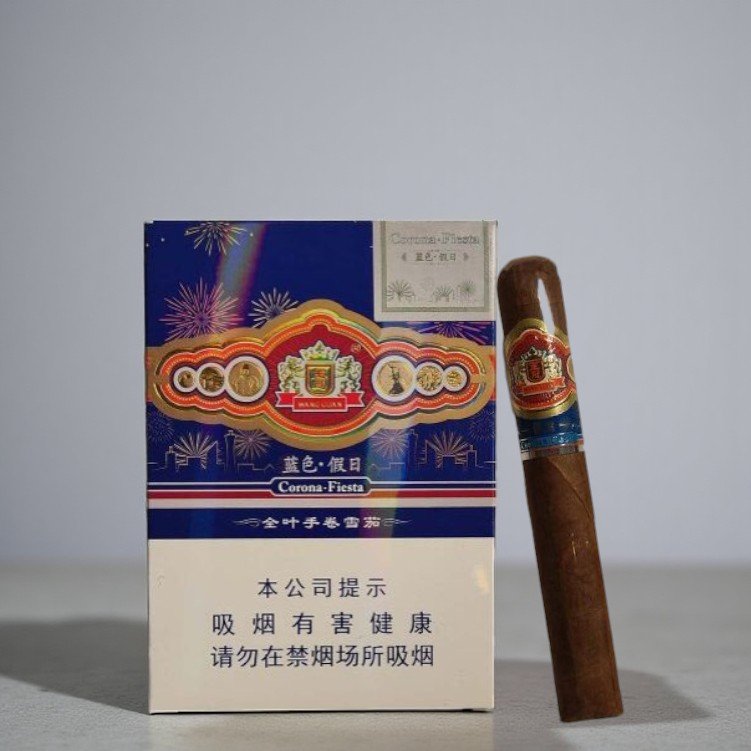 Corona·Fiesta
蓝色·假日
WANG GUAN
蓝色·假日
Corona·Fiesta
全叶手卷雪茄
本公司提示
吸烟有害健康
请勿在禁烟场所吸烟